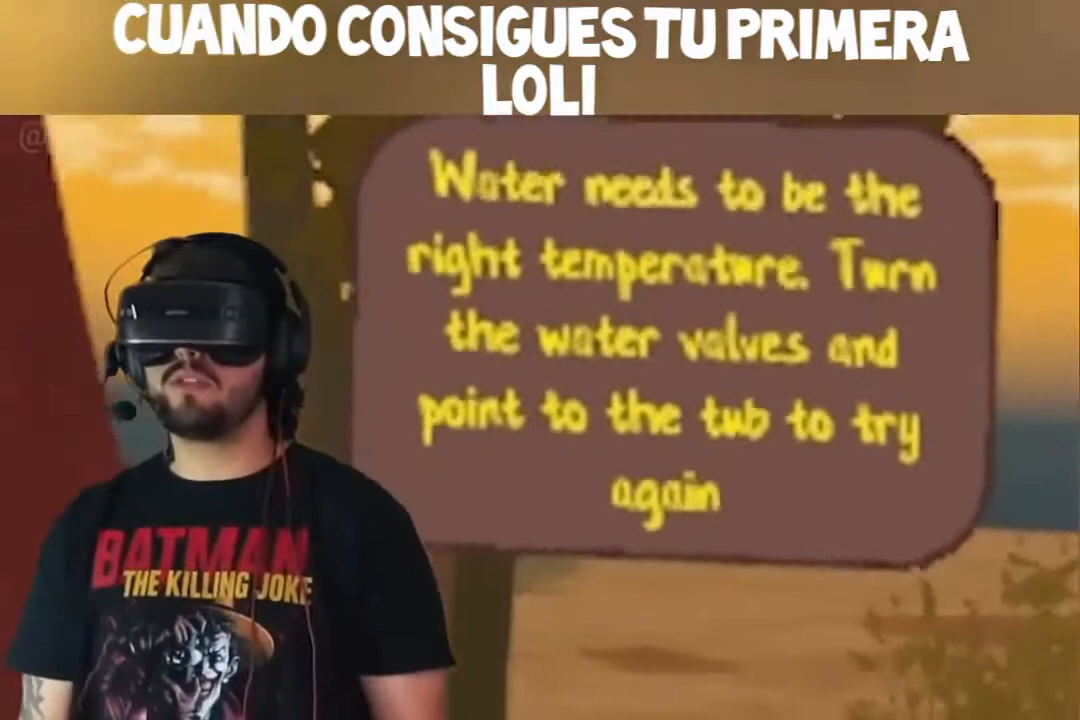 CUANDO CONSIGUES TU PRIMERA
LOLI
@
Water needs to be the
right temperature. Turn
the water valves and
point to the tub to try
again
BATMAN
THE KILLING JOKE